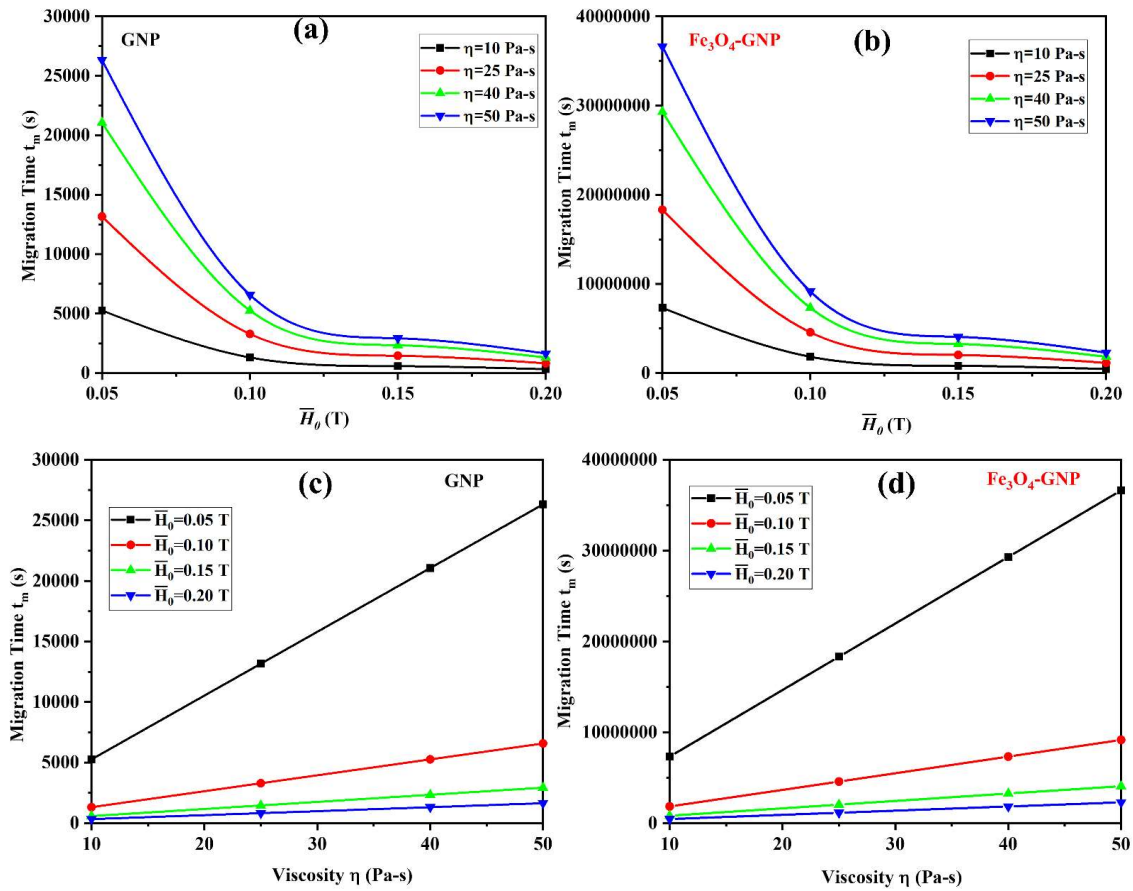 (a)
GNP
η=10 Pa-s
η=25 Pa-s
η=40 Pa-s
η=50 Pa-s
30000
25000
20000
15000
10000
5000
0
Migration Time tₘ (s)
0.05
0.10
0.15
0.20
H̅₀ (T)
(b)
Fe₃O₄-GNP
η=10 Pa-s
η=25 Pa-s
η=40 Pa-s
η=50 Pa-s
40000000
30000000
20000000
10000000
0
Migration Time tₘ (s)
0.05
0.10
0.15
0.20
H̅₀ (T)
(c)
GNP
H̅₀=0.05 T
H̅₀=0.10 T
H̅₀=0.15 T
H̅₀=0.20 T
30000
25000
20000
15000
10000
5000
0
Migration Time tₘ (s)
10
20
30
40
50
Viscosity η (Pa-s)
(d)
Fe₃O₄-GNP
H̅₀=0.05 T
H̅₀=0.10 T
H̅₀=0.15 T
H̅₀=0.20 T
40000000
30000000
20000000
10000000
0
Migration Time tₘ (s)
10
20
30
40
50
Viscosity η (Pa-s)